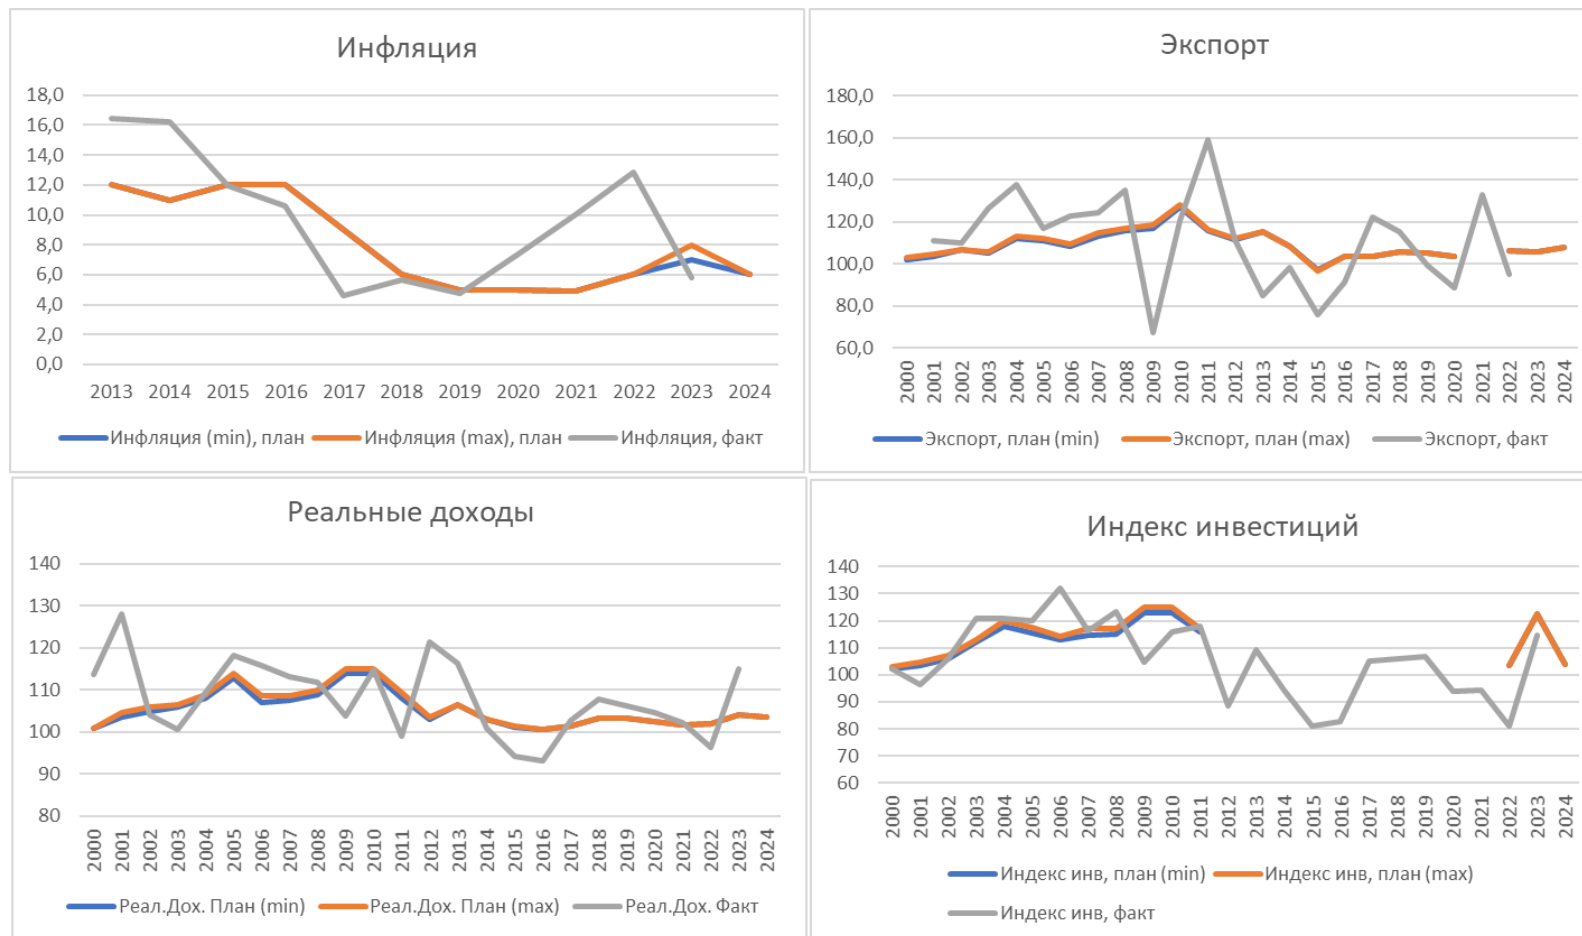 Инфляция
18,0
16,0
14,0
12,0
10,0
8,0
6,0
4,0
2,0
0,0
2013 2014 2015 2016 2017 2018 2019 2020 2021 2022 2023 2024
Инфляция (min), план Инфляция (max), план Инфляция, факт
Экспорт
180,0
160,0
140,0
120,0
100,0
80,0
60,0
2000 2001 2002 2003 2004 2005 2006 2007 2008 2009 2010 2011 2012 2013 2014 2015 2016 2017 2018 2019 2020 2021 2022 2023 2024
Экспорт, план (min) Экспорт, план (max) Экспорт, факт
Реальные доходы
140
130
120
110
100
90
80
2000 2001 2002 2003 2004 2005 2006 2007 2008 2009 2010 2011 2012 2013 2014 2015 2016 2017 2018 2019 2020 2021 2022 2023 2024
Реал.Дох. План (min) Реал.Дох. План (max) Реал.Дох. Факт
Индекс инвестиций
140
130
120
110
100
90
80
70
60
2000 2001 2002 2003 2004 2005 2006 2007 2008 2009 2010 2011 2012 2013 2014 2015 2016 2017 2018 2019 2020 2021 2022 2023 2024
Индекс инв, план (min) Индекс инв, план (max)
Индекс инв, факт